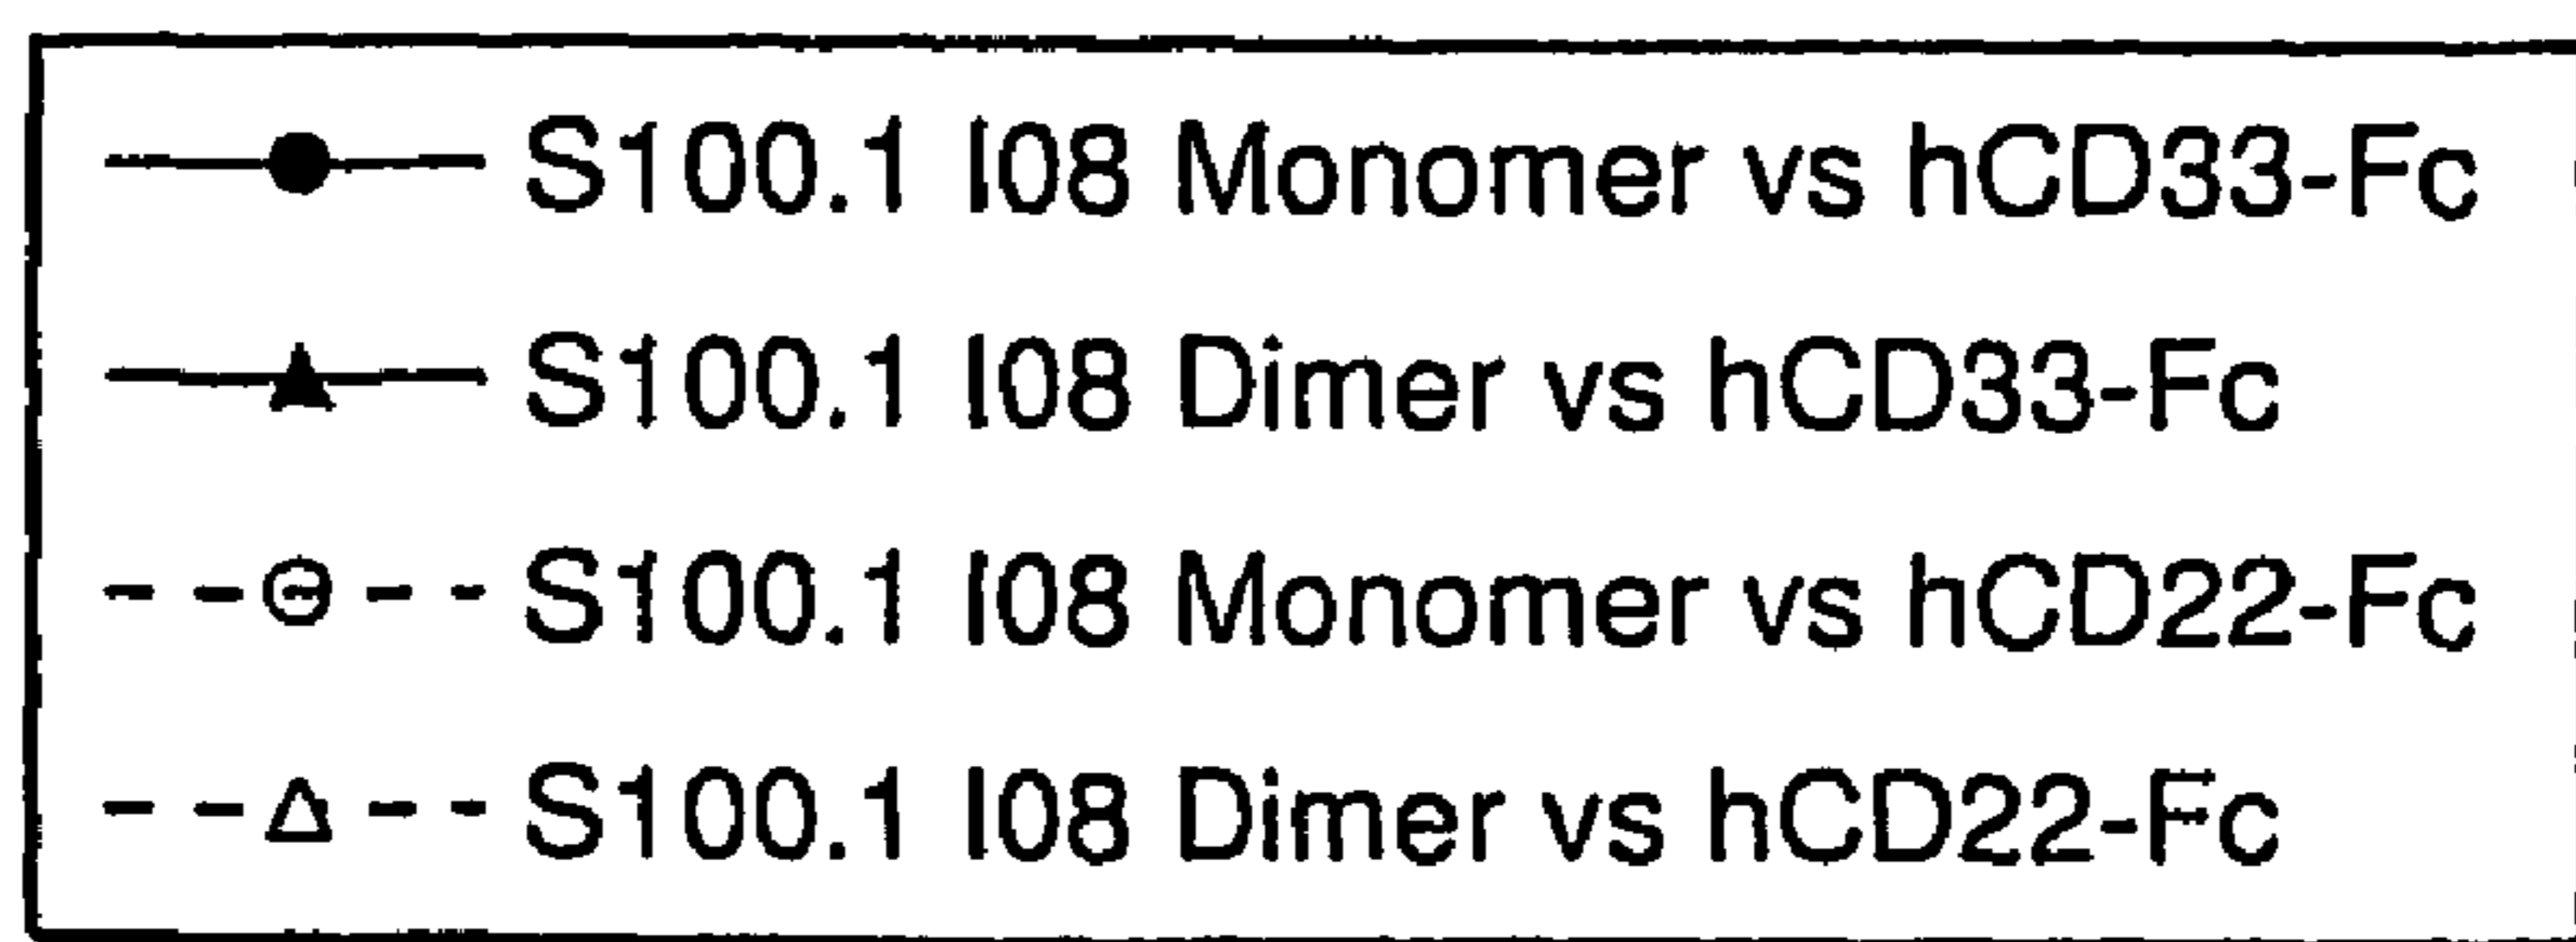 S100.1 I08 Monomer vs hCD33-Fc
S100.1 I08 Dimer vs hCD33-Fc
S100.1 I08 Monomer vs hCD22-Fc
S100.1 I08 Dimer vs hCD22-Fc